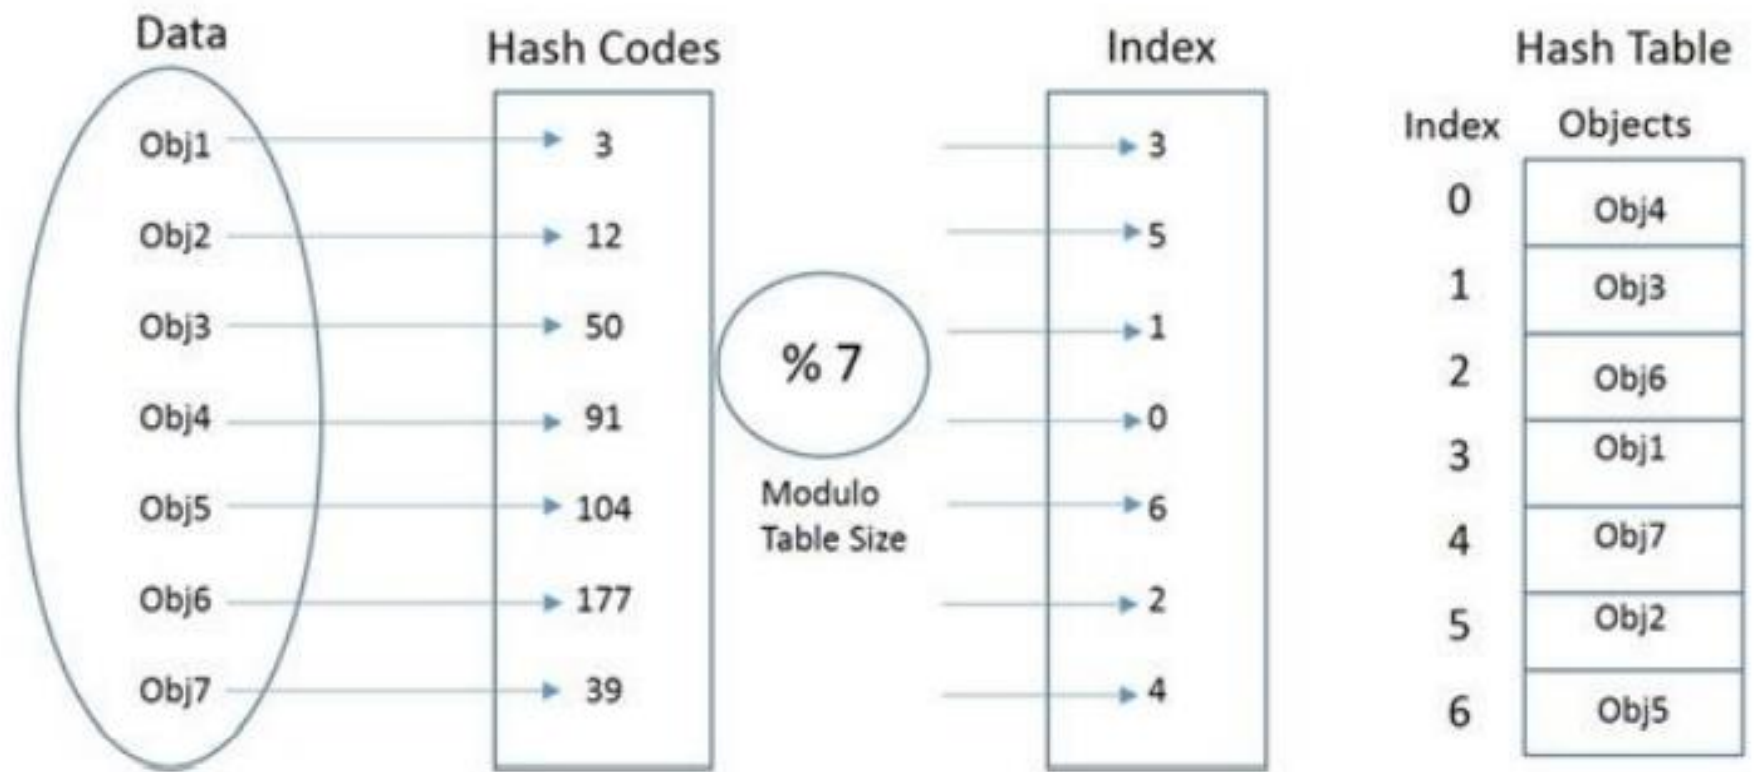 Data
Hash Codes
Index
Hash Table
Index Objects
Obj1 3 3
Obj2 12 5
Obj3 50 1
Obj4 91 0
Obj5 104 6
Obj6 177 2
Obj7 39 4
% 7
Modulo
Table Size
0 Obj4
1 Obj3
2 Obj6
3 Obj1
4 Obj7
5 Obj2
6 Obj5